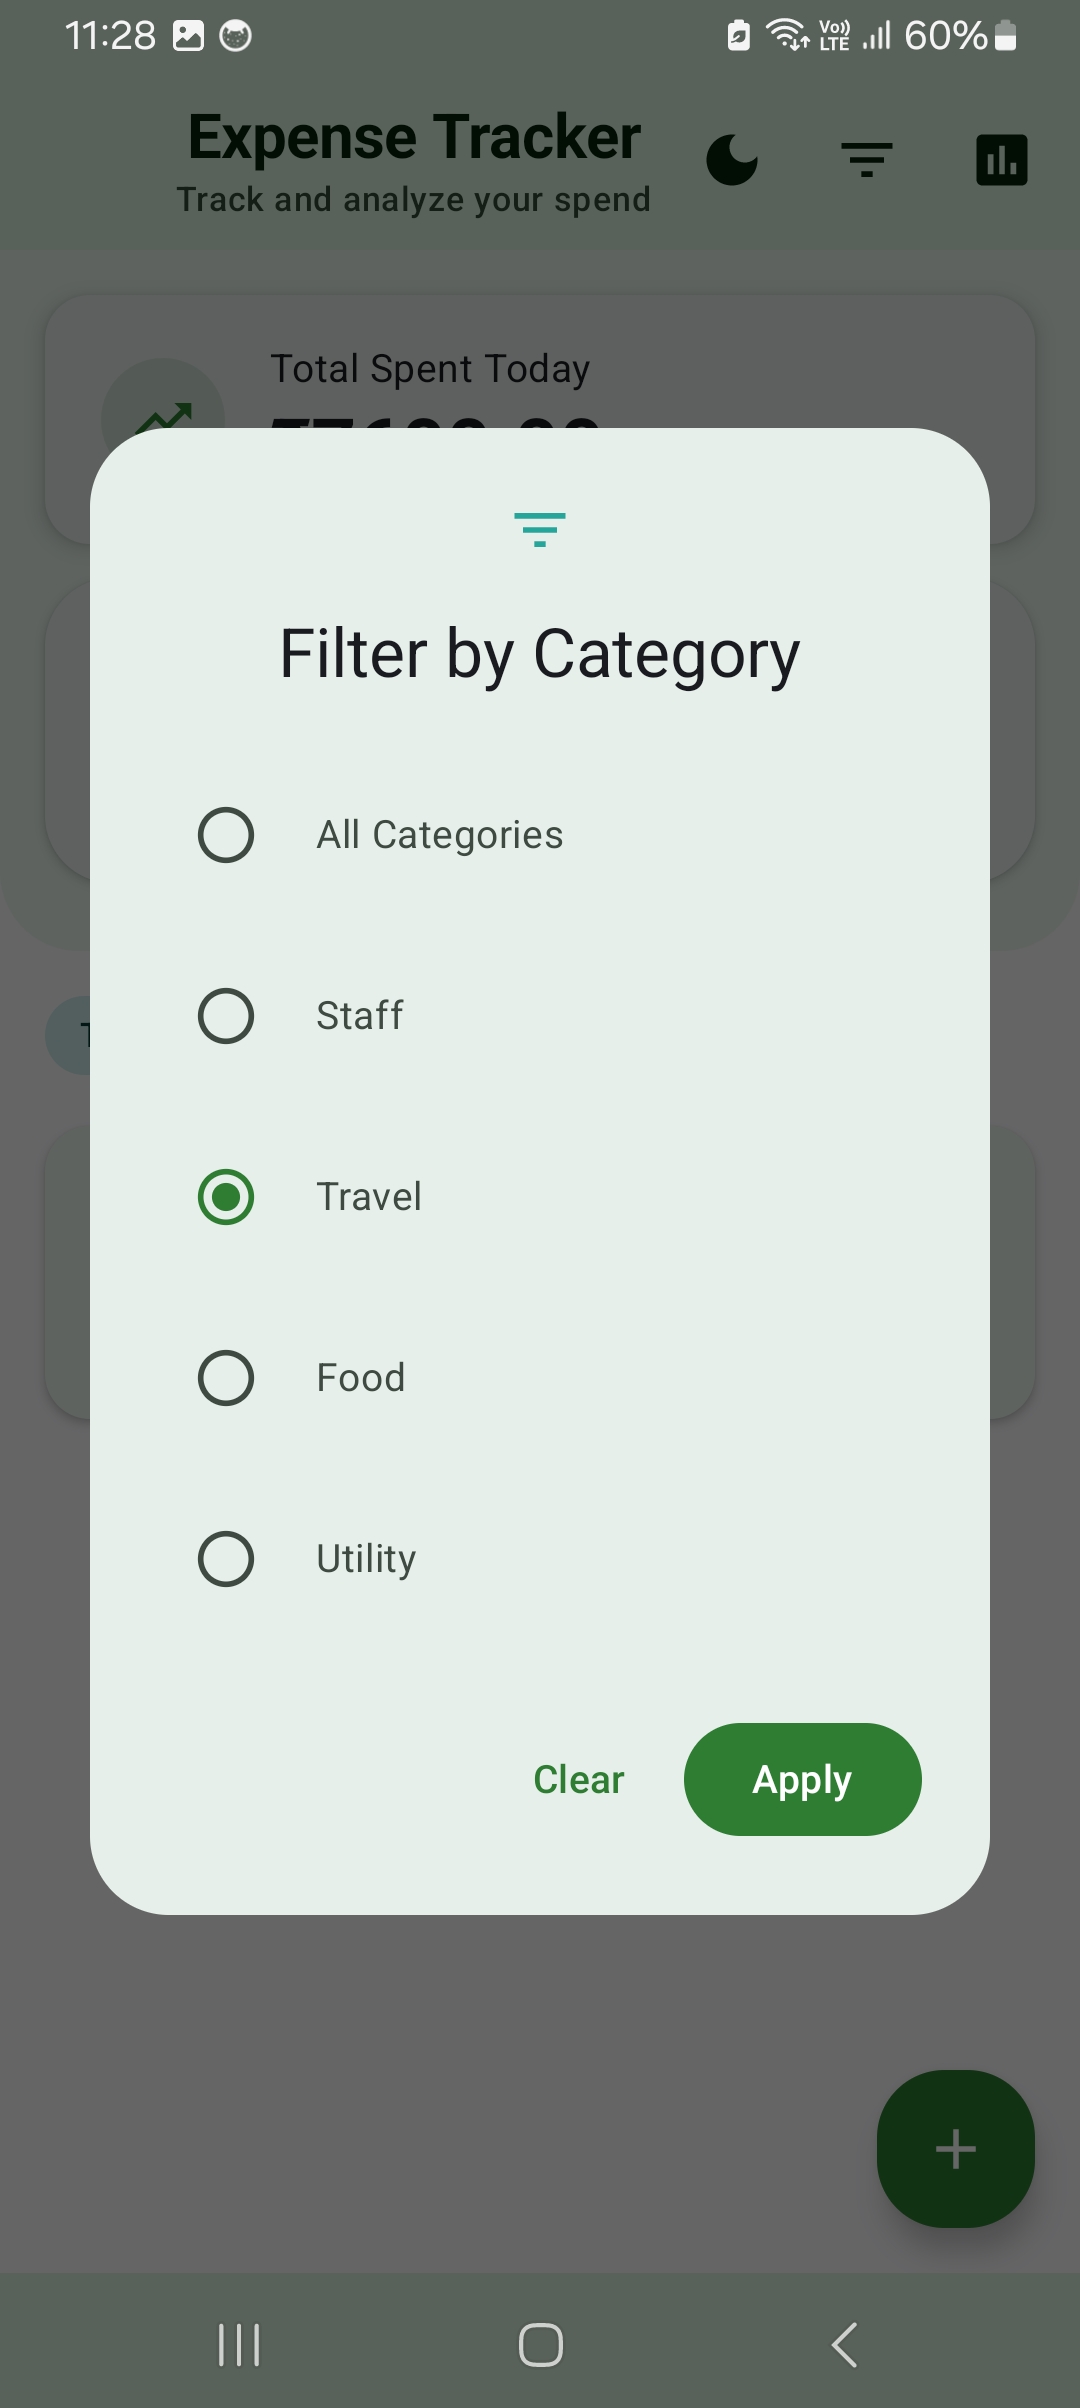 11:28
Vo)) LTE
60%
Expense Tracker
Track and analyze your spend
Total Spent Today
Filter by Category
All Categories
Staff
Travel
Food
Utility
Clear
Apply